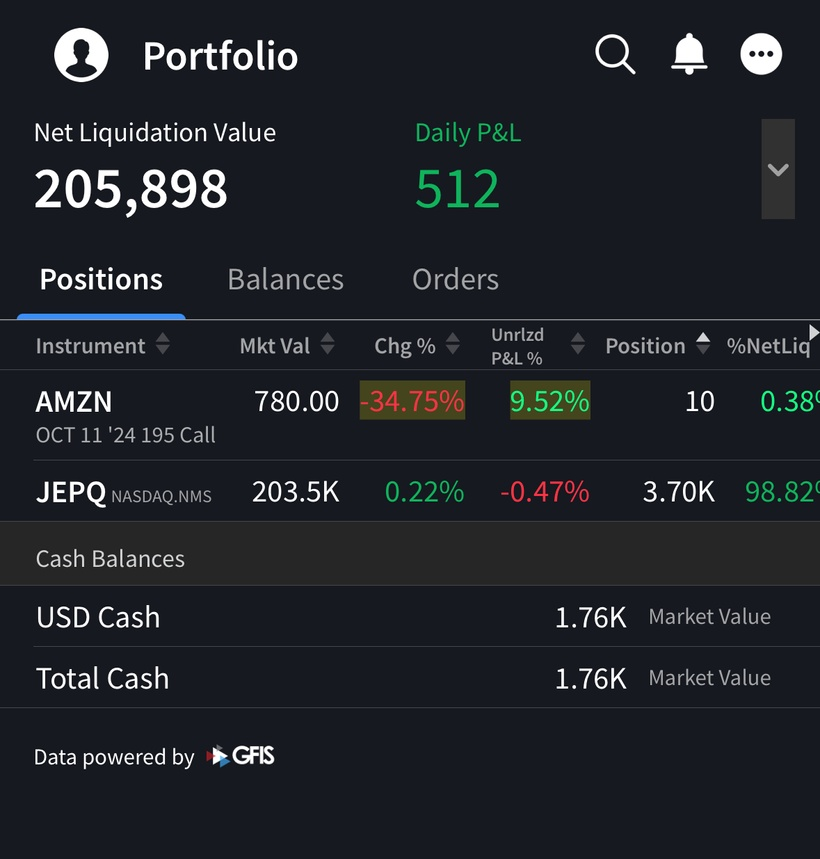 Portfolio
Net Liquidation Value Daily P&L
205,898 512
Positions Balances Orders
Instrument Mkt Val Chg % Unrlzd P&L % Position %NetLiq
AMZN 780.00 -34.75% 9.52% 10 0.38%
OCT 11 '24 195 Call
JEPQ NASDAQ.NMS 203.5K 0.22% -0.47% 3.70K 98.82%
Cash Balances
USD Cash 1.76K Market Value
Total Cash 1.76K Market Value
Data powered by GFIS